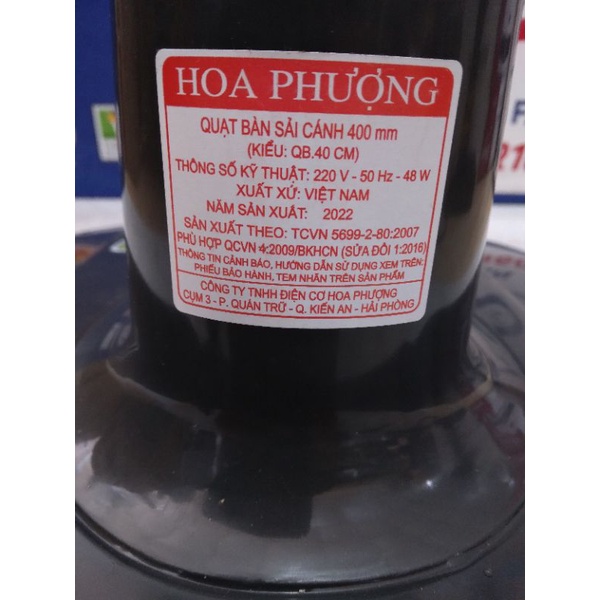 HOA PHƯỢNG
QUẠT BÀN SẢI CÁNH 400 mm
(KIỂU: QB.40 CM)
THÔNG SỐ KỸ THUẬT: 220 V - 50 Hz - 48 W
XUẤT XỨ: VIỆT NAM
NĂM SẢN XUẤT: 2022
SẢN XUẤT THEO: TCVN 5699-2-80:2007
PHÙ HỢP QCVN 4:2009/BKHCN (SỬA ĐỔI 1:2016)
THÔNG TIN CẢNH BÁO, HƯỚNG DẪN SỬ DỤNG XEM TRÊN:
PHIẾU BẢO HÀNH, TEM NHÃN TRÊN SẢN PHẨM
CÔNG TY TNHH ĐIỆN CƠ HOA PHƯỢNG
CỤM 3 - P. QUÁN TRỮ - Q. KIẾN AN - HẢI PHÒNG